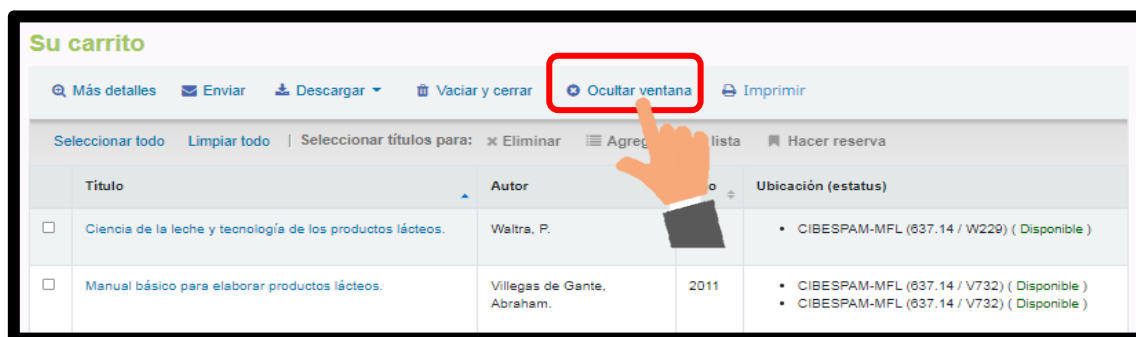 Su carrito
Más detalles Enviar Descargar Vaciar y cerrar Ocultar ventana Imprimir
Seleccionar todo Limpiar todo | Seleccionar títulos para: Eliminar lista Hacer reserva
Título Autor Ubicación (estatus)
Ciencia de la leche y tecnología de los productos lácteos. Waltra, P. • CIBESPAM-MFL (637.14 / W229) ( Disponible )
Manual básico para elaborar productos lácteos. Villegas de Gante, 2011 • CIBESPAM-MFL (637.14 / V732) ( Disponible )
Abraham. • CIBESPAM-MFL (637.14 / V732) ( Disponible )